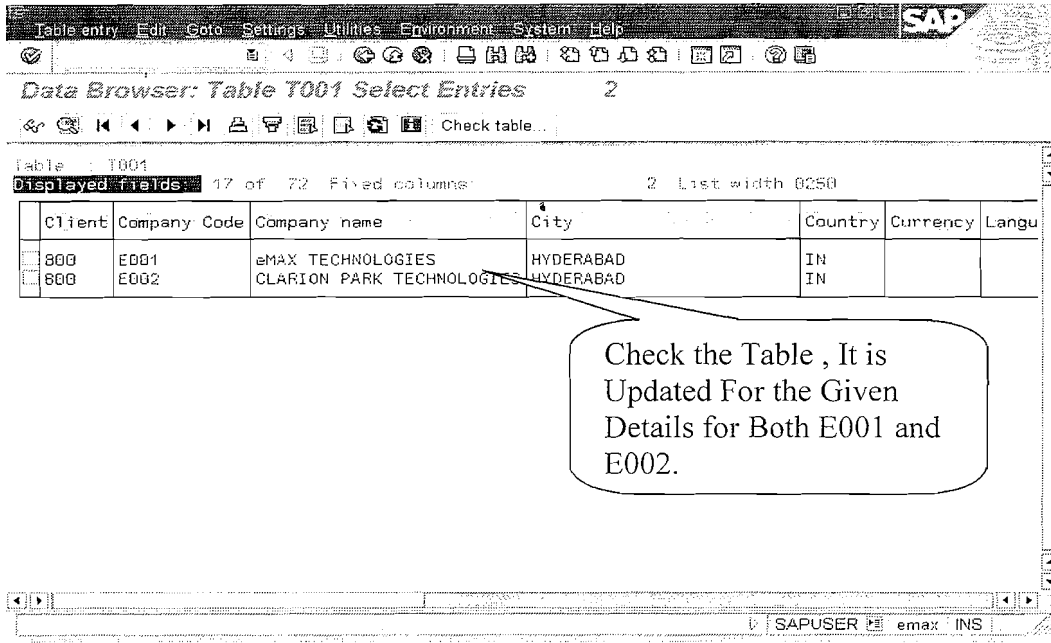 Table entry Edit Goto Settings Utilities Environment System Help
SAP
Data Browser: Table T001 Select Entries 2
Check table...
Table : T001
Displayed fields: 17 of 72 Fixed columns: 2 List width 0250
Client Company Code Company name City Country Currency Langu
800 E001 eMAX TECHNOLOGIES HYDERABAD IN
800 E002 CLARION PARK TECHNOLOGIES HYDERABAD IN
Check the Table , It is
Updated For the Given
Details for Both E001 and
E002.
SAPUSER emax INS